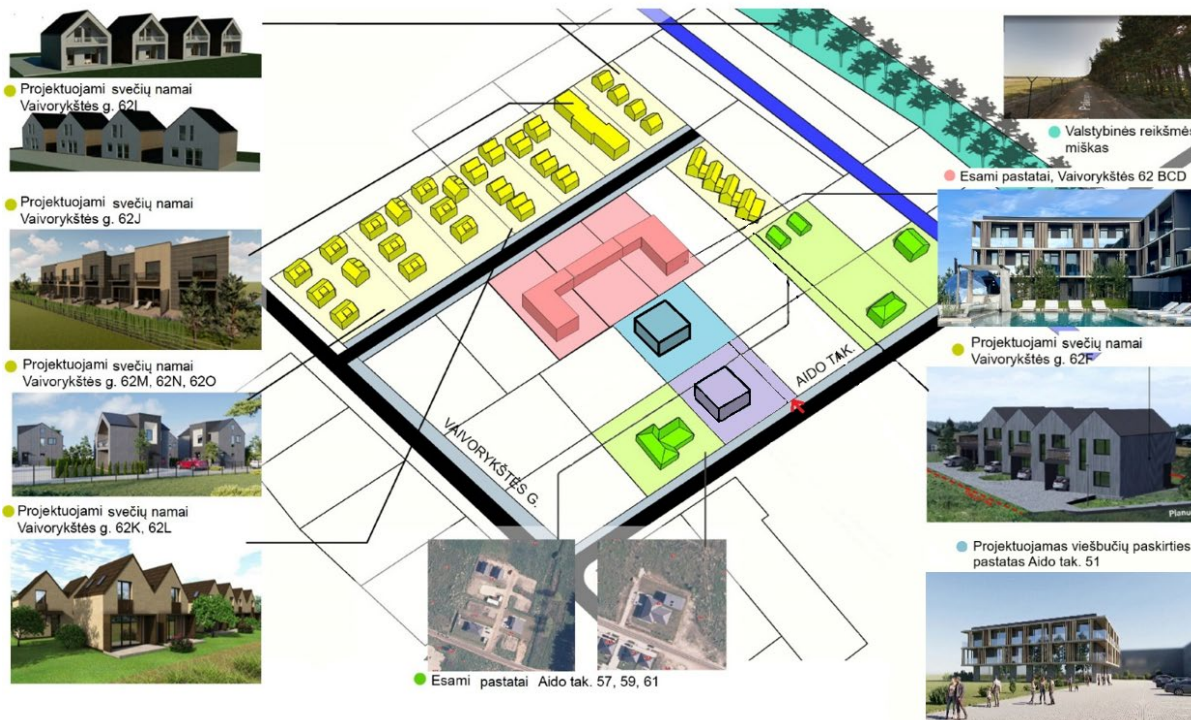 Projektuojami svečių namai
Vaivorykštės g. 62I
Projektuojami svečių namai
Vaivorykštės g. 62J
Projektuojami svečių namai
Vaivorykštės g. 62M, 62N, 62O
Projektuojami svečių namai
Vaivorykštės g. 62K, 62L
VAIVORYKŠTĖS G.
AIDO TAK.
Esami pastatai Aido tak. 57, 59, 61
Valstybinės reikšmės
miškas
Esami pastatai, Vaivorykštės 62 BCD
Projektuojami svečių namai
Vaivorykštės g. 62F
Projektuojamas viešbučių paskirties
pastatas Aido tak. 51